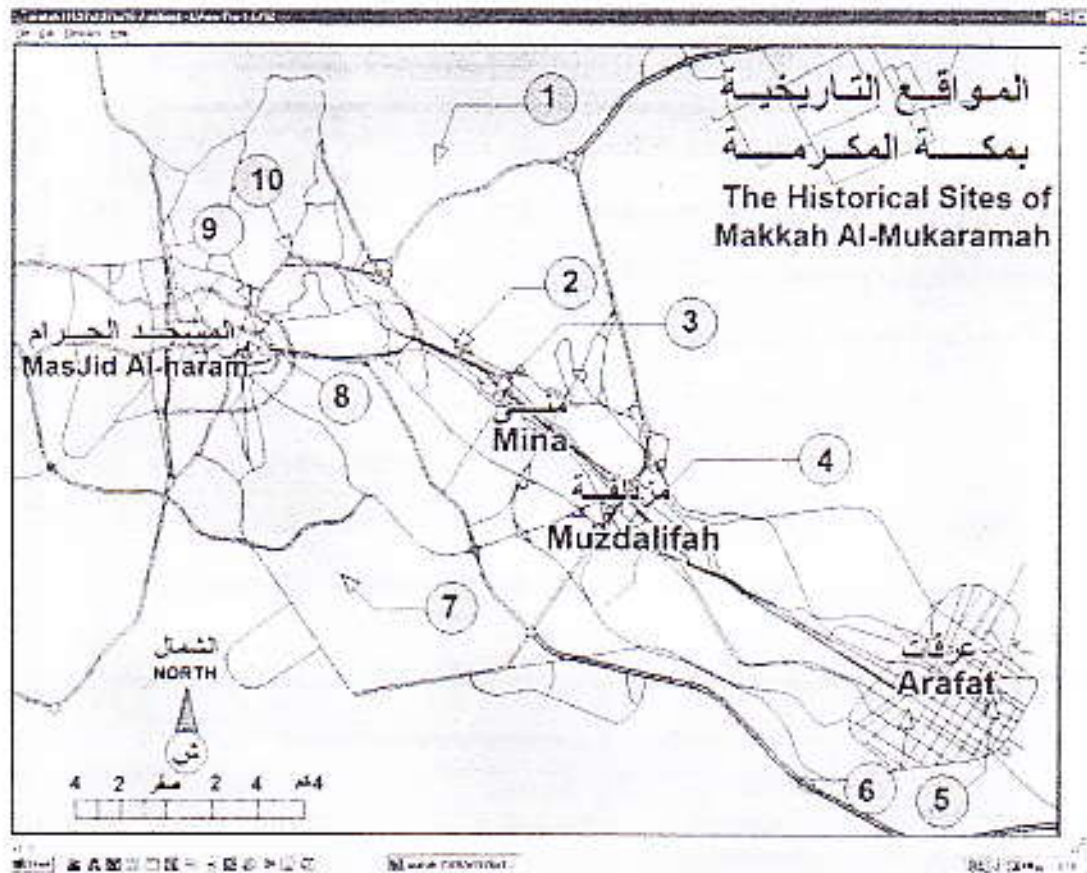 المواقع التاريخية
بمكة المكرمة
The Historical Sites of
Makkah Al-Mukaramah
1
10
9
2
3
المسجد الحرام
MasJid Al-haram
8
منى
Mina
4
مزدلفة
Muzdalifah
7
عرفات
Arafat
الشمال
NORTH
ش
4 2 صفر 2 4 4كم
6
5